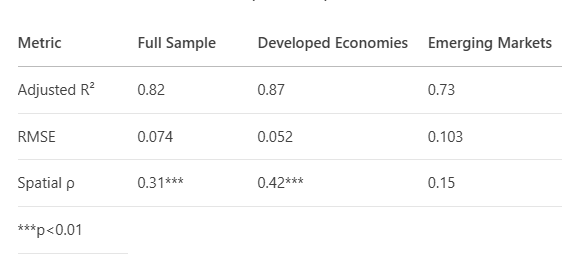 Metric Full Sample Developed Economies Emerging Markets
Adjusted R² 0.82 0.87 0.73
RMSE 0.074 0.052 0.103
Spatial ρ 0.31*** 0.42*** 0.15
***p<0.01